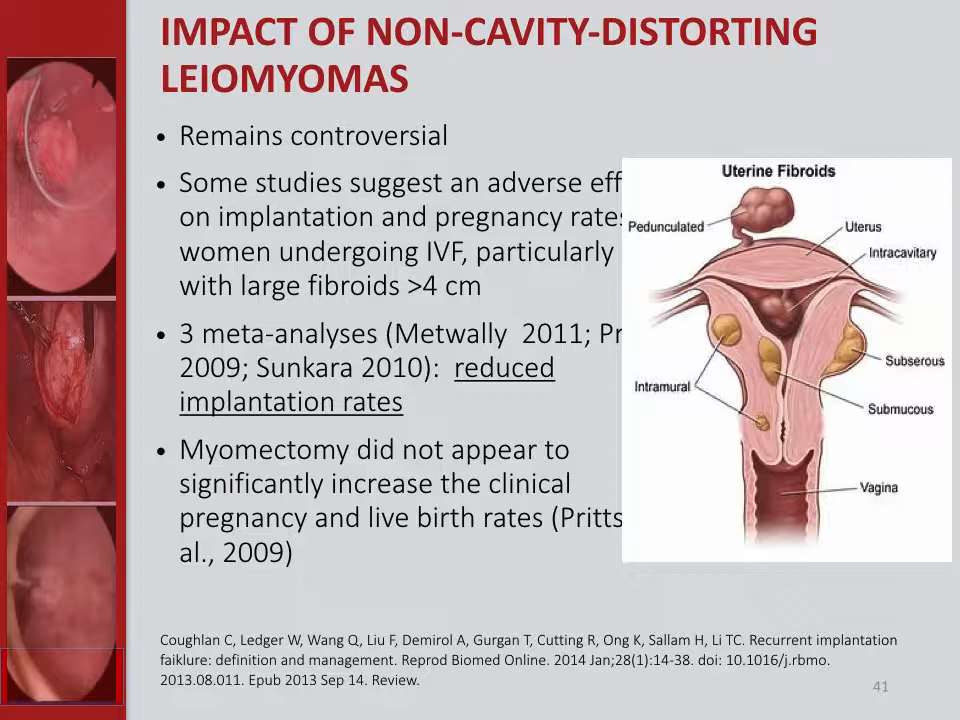 IMPACT OF NON-CAVITY-DISTORTING
LEIOMYOMAS
• Remains controversial
• Some studies suggest an adverse eff
on implantation and pregnancy rates
women undergoing IVF, particularly
with large fibroids >4 cm
• 3 meta-analyses (Metwally 2011; Pr
2009; Sunkara 2010): reduced
implantation rates
• Myomectomy did not appear to
significantly increase the clinical
pregnancy and live birth rates (Pritts
al., 2009)
Uterine Fibroids
Pedunculated
Uterus
Intracavitary
Subserous
Intramural
Submucous
Vagina
Coughlan C, Ledger W, Wang Q, Liu F, Demirol A, Gurgan T, Cutting R, Ong K, Sallam H, Li TC. Recurrent implantation
faiklure: definition and management. Reprod Biomed Online. 2014 Jan;28(1):14-38. doi: 10.1016/j.rbmo.
2013.08.011. Epub 2013 Sep 14. Review.
41